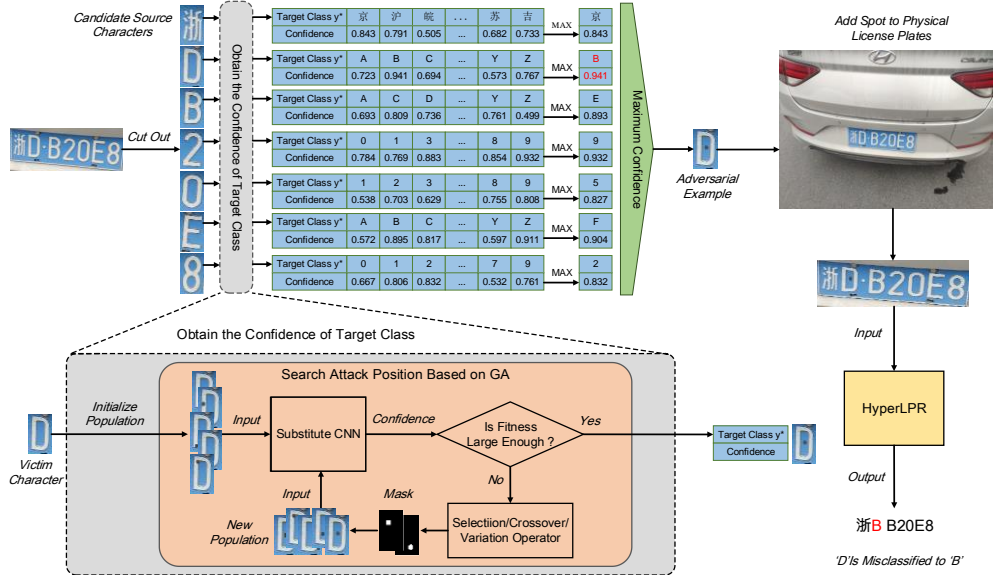 Candidate Source
Characters
浙
D
B
2
0
E
8
浙D·B20E8
Cut Out
Obtain the Confidence of Target Class
Target Class y* 京 沪 皖 ... 苏 吉 MAX 京
Confidence 0.843 0.791 0.505 ... 0.682 0.733 0.843
Target Class y* A B C ... Y Z MAX B
Confidence 0.723 0.941 0.694 ... 0.573 0.767 0.941
Target Class y* A C D ... Y Z MAX E
Confidence 0.693 0.809 0.736 ... 0.761 0.499 0.893
Target Class y* 0 1 3 ... 8 9 MAX 9
Confidence 0.784 0.769 0.883 ... 0.854 0.932 0.932
Target Class y* 1 2 3 ... 8 9 MAX 5
Confidence 0.538 0.703 0.629 ... 0.755 0.808 0.827
Target Class y* A B C ... Y Z MAX F
Confidence 0.572 0.895 0.817 ... 0.597 0.911 0.904
Target Class y* 0 1 2 ... 7 9 MAX 2
Confidence 0.667 0.806 0.832 ... 0.532 0.761 0.832
Maximum Confidence
D
Adversarial
Example
Add Spot to Physical
License Plates
浙D·B20E8
浙D·B20E8
Input
HyperLPR
Output
浙B B20E8
'D'Is Misclassified to 'B'
Obtain the Confidence of Target Class
Search Attack Position Based on GA
D
Victim
Character
Initialize
Population
D
D
D
D
D
Input
Substitute CNN
Confidence
Is Fitness
Large Enough ?
Yes
No
Selectiion/Crossover/
Variation Operator
Mask
Input
New
Population
D
Target Class y*
Confidence
D